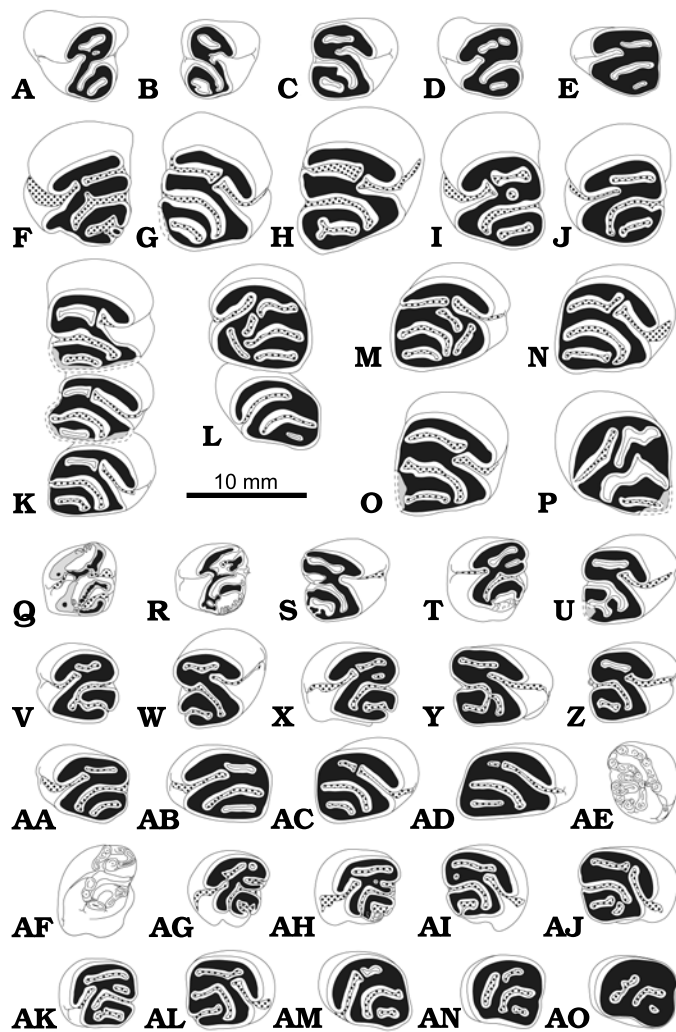 A B C D E
F G H I J
K L M N
10 mm O P
Q R S T U
V W X Y Z
AA AB AC AD AE
AF AG AH AI AJ
AK AL AM AN AO